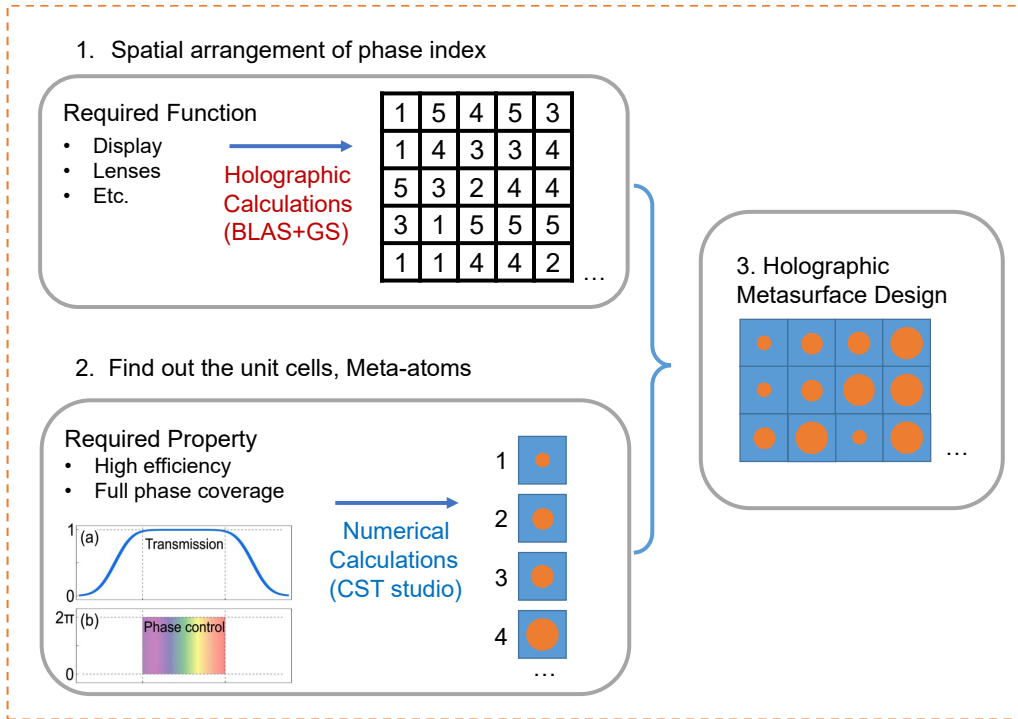 1. Spatial arrangement of phase index
Required Function
• Display
• Lenses
• Etc.
Holographic
Calculations
(BLAS+GS)
1 5 4 5 3
1 4 3 3 4
5 3 2 4 4
3 1 5 5 5
1 1 4 4 2
...
2. Find out the unit cells, Meta-atoms
Required Property
• High efficiency
• Full phase coverage
1
(a)
Transmission
0
2π
(b)
Phase control
0
Numerical
Calculations
(CST studio)
1
2
3
4
...
3. Holographic
Metasurface Design
...